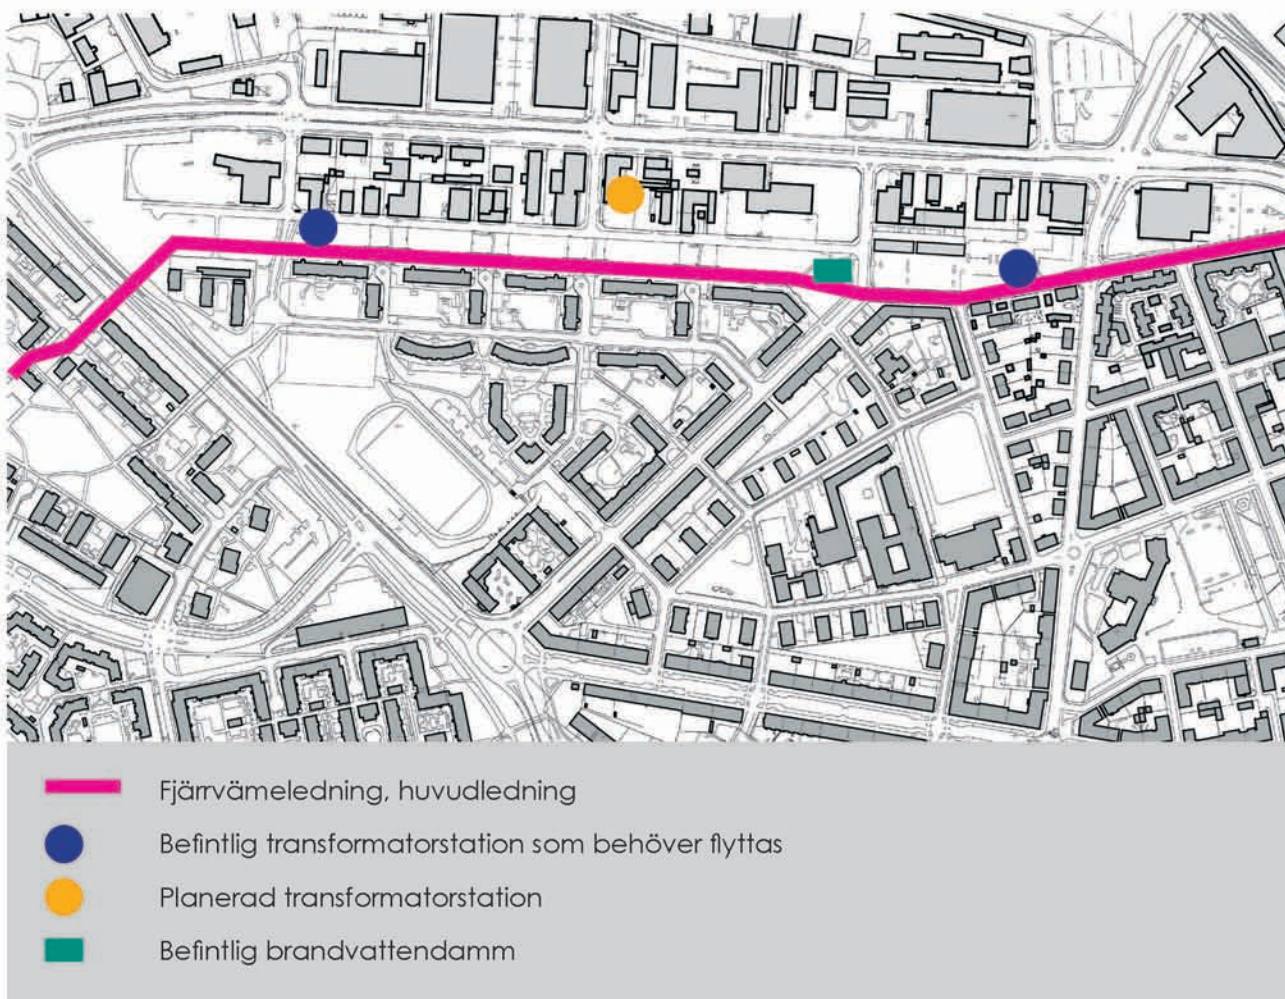 Fjärrvämeledning, huvudledning
Befintlig transformatorstation som behöver flyttas
Planerad transformatorstation
Befintlig brandvattendamm